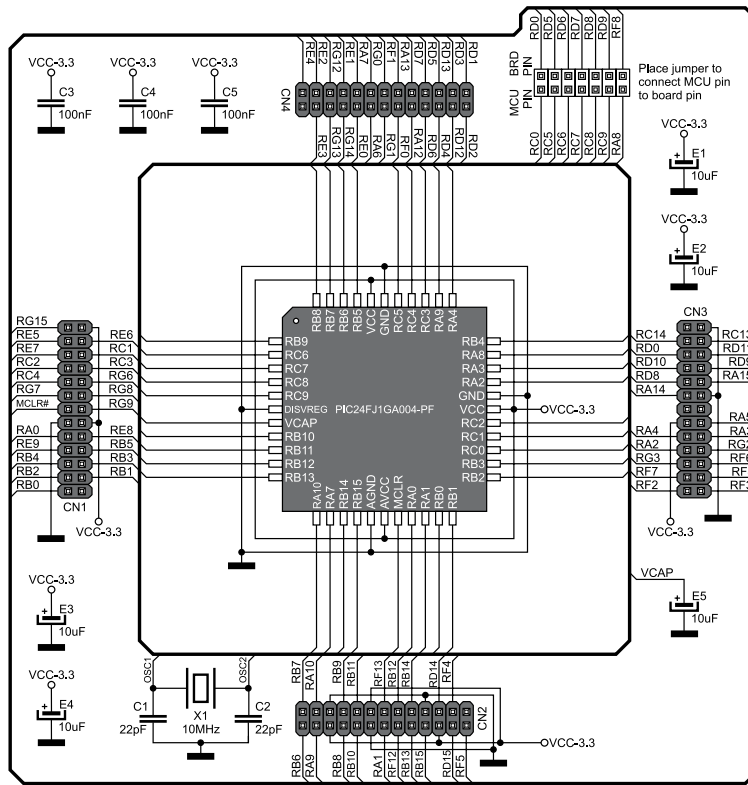 RE4 RE2 RG12 RE1 RA7 RG0 RF1 RA13 RD7 RD5 RD13 RD3 RD1
RD0 RD5 RD6 RD7 RD8 RD9 RF8
VCC-3.3 VCC-3.3 VCC-3.3
C3 C4 C5
100nF 100nF 100nF
CN4
BRD PIN
MCU PIN
Place jumper to
connect MCU pin
to board pin
RE3 RG13 RG14 RE0 RA6 RG1 RF0 RA12 RD6 RD4 RD12 RD2
RC0 RC5 RC6 RC7 RC8 RC9 RA8
VCC-3.3
E1
10uF
VCC-3.3
E2
10uF
CN3
RB8 RB7 RB6 RB5 VCC GND RC5 RC4 RC3 RA9 RA4
RG15
RE5 RE6
RE7 RC1
RC2 RC3
RC4 RG6
RG7 RG8
MCLR# RG9
RA0 RE8
RE9 RB5
RB4 RB3
RB2 RB1
RB0
CN1
VCC-3.3
RB9
RC6
RC7
RC8
RC9
DISVREG
VCAP
RB10
RB11
RB12
RB13
PIC24FJ1GA004-PF
RB4
RA8
RA3
RA2
GND
VCC
RC2
RC1
RC0
RB3
RB2
VCC-3.3
RC14 RC13
RD0 RD11
RD10 RD9
RD8 RA15
RA14
RA5
RA4
RA2 RG2
RG3
RF7
RF2
VCC-3.3
RA10 RA7 RB14 RB15 AGND AVCC MCLR RA0 RA1 RB0 RB1
VCAP
E5
10uF
VCC-3.3
E3
10uF
VCC-3.3
E4
10uF
OSC1 OSC2
C1 C2
22pF 22pF
X1
10MHz
RB7 RA10 RB9 RB11 RF13 RB12 RB14 RD14 RF4
CN2
VCC-3.3
RB6 RA9 RB8 RB10 RA1 RF12 RB13 RB15 RD15 RF5